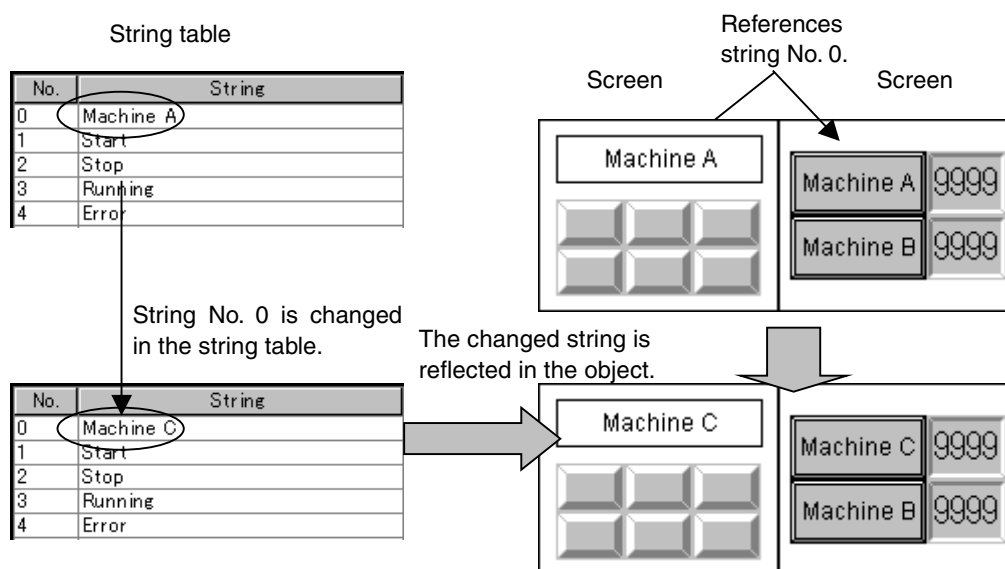 String table
No. String
0 Machine A
1 Start
2 Stop
3 Running
4 Error
String No. 0 is changed
in the string table.
No. String
0 Machine C
1 Start
2 Stop
3 Running
4 Error
References
string No. 0.
Screen Screen
Machine A
Machine A 9999
Machine B 9999
The changed string is
reflected in the object.
Machine C
Machine C 9999
Machine B 9999